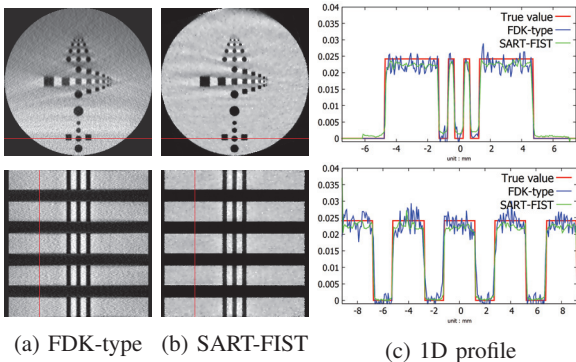 True value
FDK-type
SART-FIST
0.04
0.035
0.03
0.025
0.02
0.015
0.01
0.005
0
-6 -4 -2 0 2 4 6
unit : mm
True value
FDK-type
SART-FIST
0.04
0.035
0.03
0.025
0.02
0.015
0.01
0.005
0
-8 -6 -4 -2 0 2 4 6 8
unit : mm
(a) FDK-type (b) SART-FIST (c) 1D profile